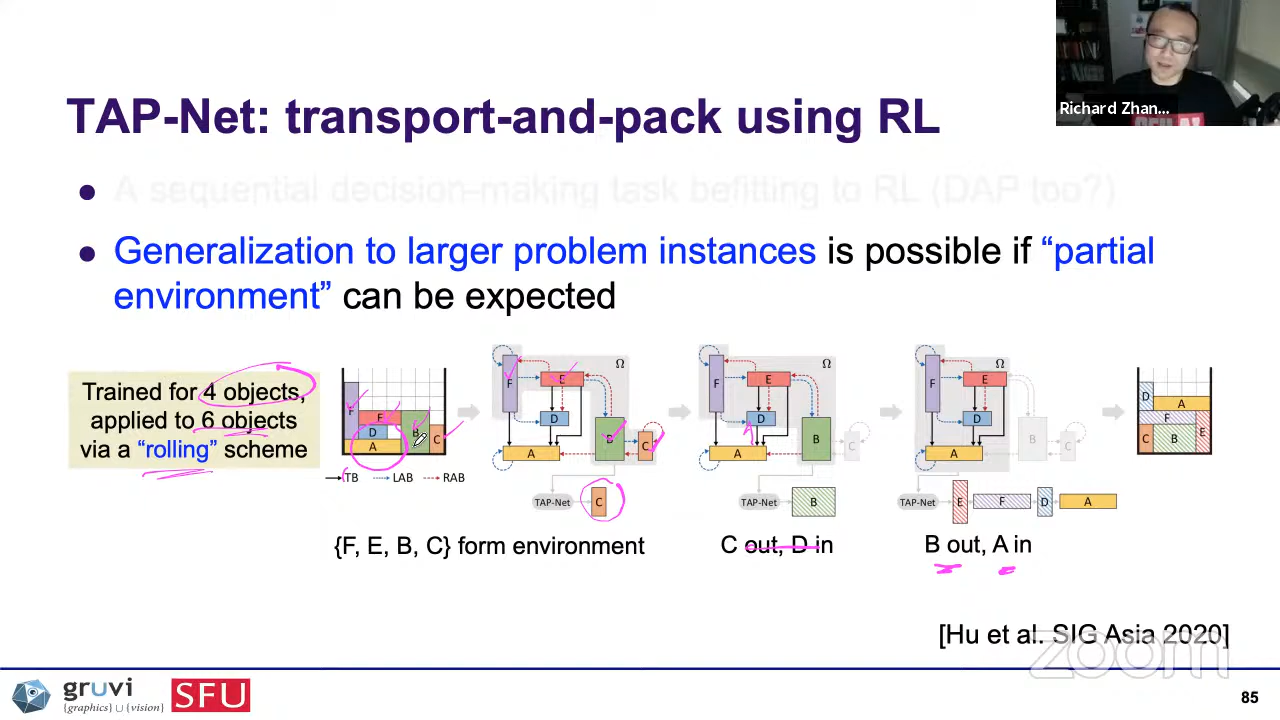 Richard Zhan...
TAP-Net: transport-and-pack using RL
A sequential decision-making task befitting to RL (DAP too?)
Generalization to larger problem instances is possible if “partial
environment” can be expected
Trained for 4 objects,
applied to 6 objects
via a “rolling” scheme
F E B
D C
A
TB LAB RAB
Ω
F E
D B C
A
TAP-Net C
{F, E, B, C} form environment
Ω
F E
D B C
A
TAP-Net B
C out, D in
Ω
F E
D B C
A
TAP-Net E F D A
B out, A in
D A
F E
C B
[Hu et al. SIG Asia 2020]
zoom
gruvi
{graphics} ∪ {vision}
SFU
85